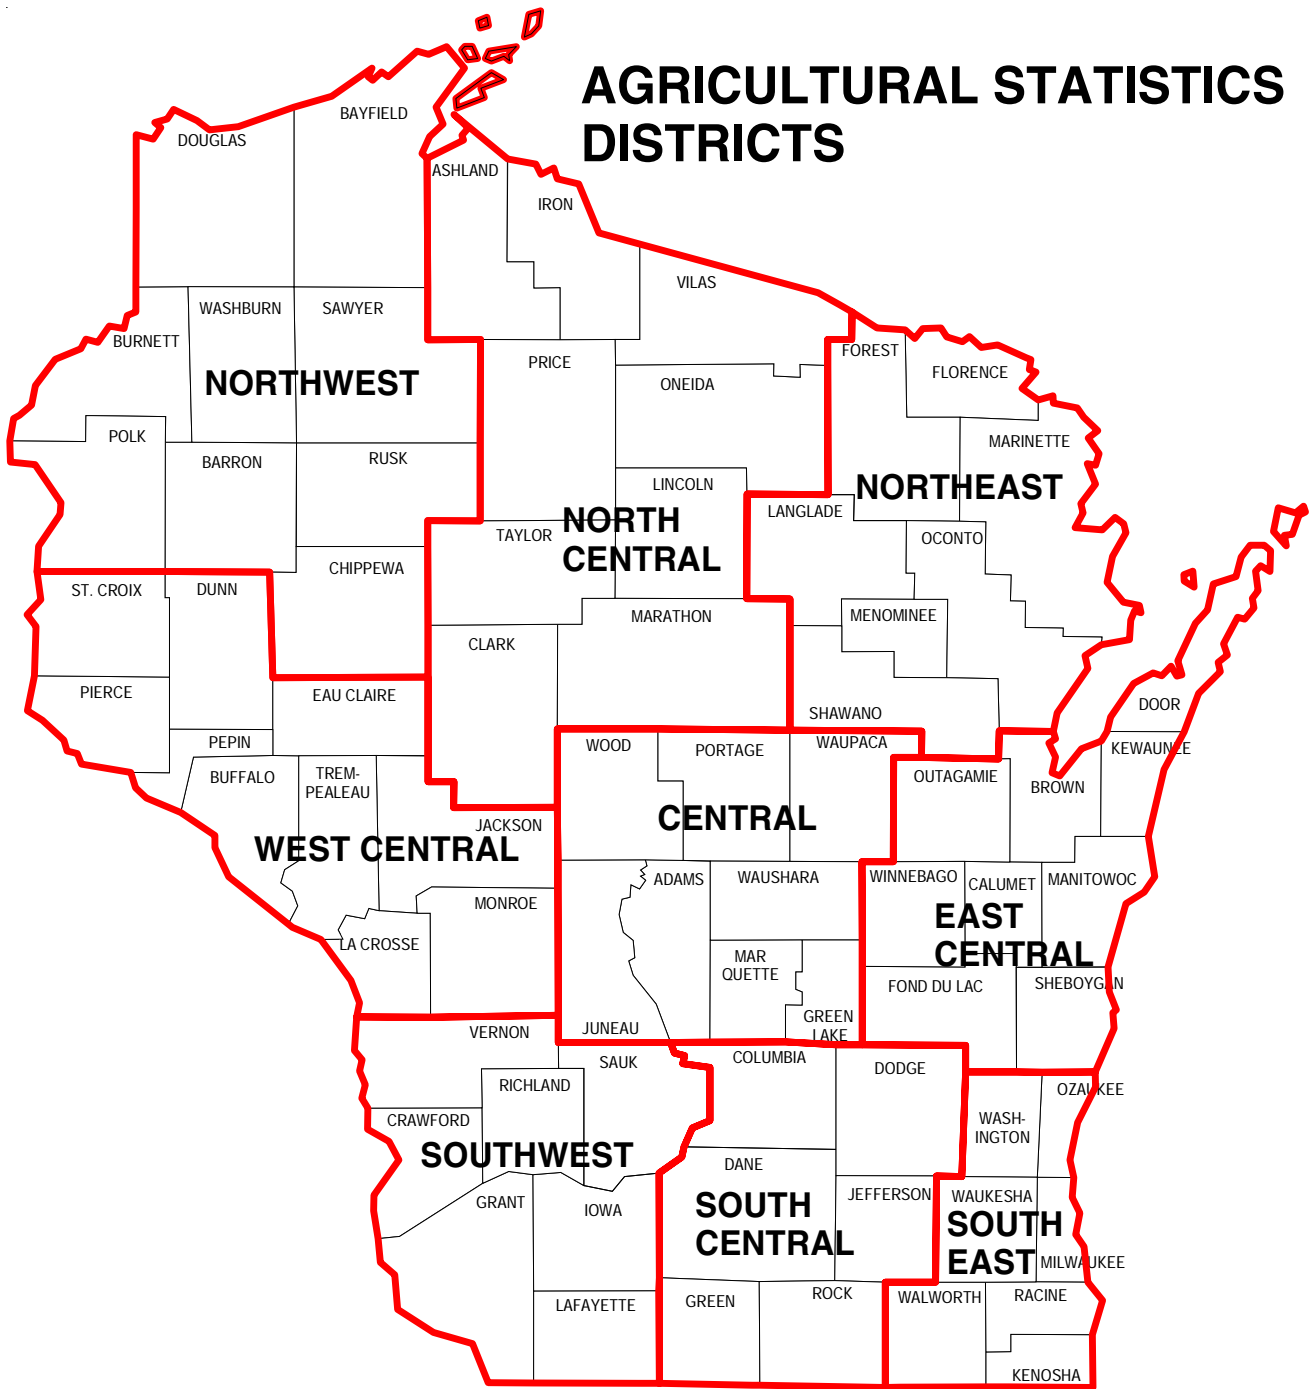 AGRICULTURAL STATISTICS
DISTRICTS
BAYFIELD
DOUGLAS
ASHLAND
IRON
VILAS
WASHBURN
SAWYER
BURNETT
FOREST
PRICE
FLORENCE
NORTHWEST
ONEIDA
POLK
MARINETTE
BARRON
RUSK
LINCOLN
NORTHEAST
LANGLADE
NORTH
CENTRAL
TAYLOR
OCONTO
CHIPPEWA
ST. CROIX
DUNN
MARATHON
MENOMINEE
CLARK
PIERCE
EAU CLAIRE
DOOR
SHAWANO
PEPIN
WOOD
PORTAGE
WAUPACA
KEWAUNEE
BUFFALO
TREM-
PEALEAU
OUTAGAMIE
BROWN
CENTRAL
JACKSON
WEST CENTRAL
ADAMS
WAUSHARA
WINNEBAGO
CALUMET
MANITOWOC
MONROE
EAST
CENTRAL
LA CROSSE
MAR
QUETTE
FOND DU LAC
SHEBOYGAN
GREEN
LAKE
VERNON
JUNEAU
SAUK
COLUMBIA
DODGE
RICHLAND
OZAUKEE
CRAWFORD
WASH-
INGTON
SOUTHWEST
DANE
GRANT
IOWA
SOUTH
CENTRAL
JEFFERSON
WAUKESHA
SOUTH
EAST
MILWAUKEE
LAFAYETTE
GREEN
ROCK
WALWORTH
RACINE
KENOSHA